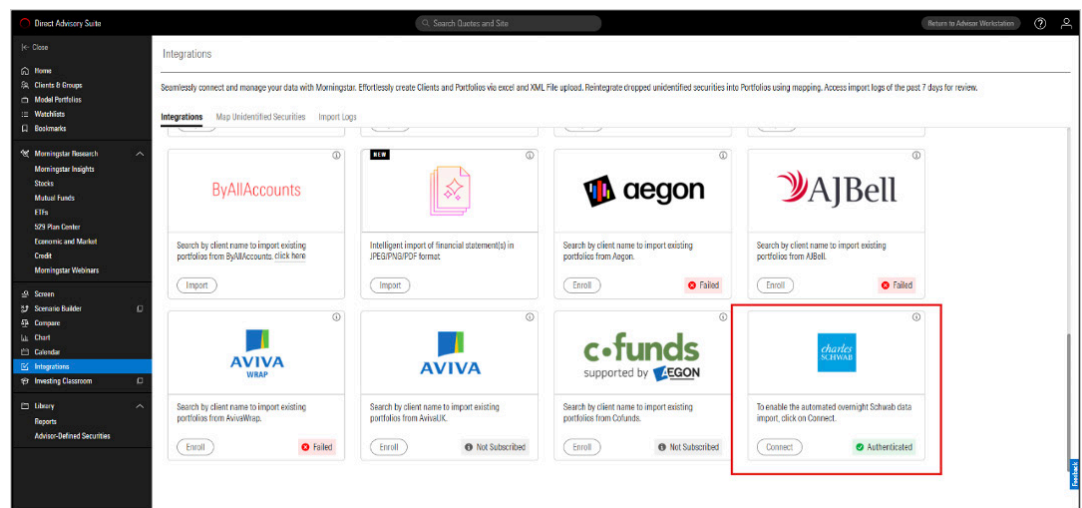 Direct Advisory Suite
Search Quotes and Site
Return to Advisor Workstation
Close
Home
Clients & Groups
Model Portfolios
Watchlists
Bookmarks
Morningstar Research
Morningstar Insights
Stocks
Mutual Funds
ETFs
529 Plan Center
Economic and Market
Credit
Morningstar Webinars
Screen
Scenario Builder
Compare
Chart
Calendar
Integrations
Investing Classroom
Library
Reports
Advisor-Defined Securities
Integrations
Seamlessly connect and manage your data with Morningstar. Effortlessly create Clients and Portfolios via excel and XML File upload. Reintegrate dropped unidentified securities into Portfolios using mapping. Access import logs of the past 7 days for review.
Integrations Map Unidentified Securities Import Logs
ByAllAccounts
Search by client name to import existing
portfolios from ByAllAccounts. click here
Import
NEW
Intelligent import of financial statement(s) in
JPEG/PNG/PDF format
Import
aegon
Search by client name to import existing
portfolios from Aegon.
Enroll Failed
AJBell
Search by client name to import existing
portfolios from AJBell.
Enroll Failed
AVIVA
WRAP
Search by client name to import existing
portfolios from AvivaWrap.
Enroll Failed
AVIVA
Search by client name to import existing
portfolios from AvivaUK.
Enroll Not Subscribed
cofunds
supported by AEGON
Search by client name to import existing
portfolios from Cofunds.
Enroll Not Subscribed
charles
SCHWAB
To enable the automated overnight Schwab data
import, click on Connect.
Connect Authenticated
Feedback